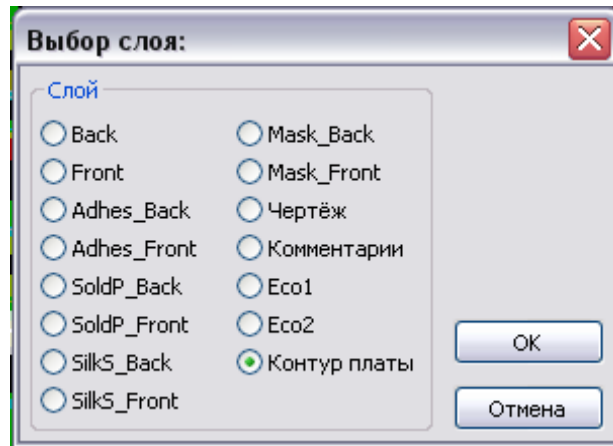 Выбор слоя:
Слой
Back
Front
Adhes_Back
Adhes_Front
SoldP_Back
SoldP_Front
SilkS_Back
SilkS_Front
Mask_Back
Mask_Front
Чертёж
Комментарии
Eco1
Eco2
Контур платы
OK
Отмена